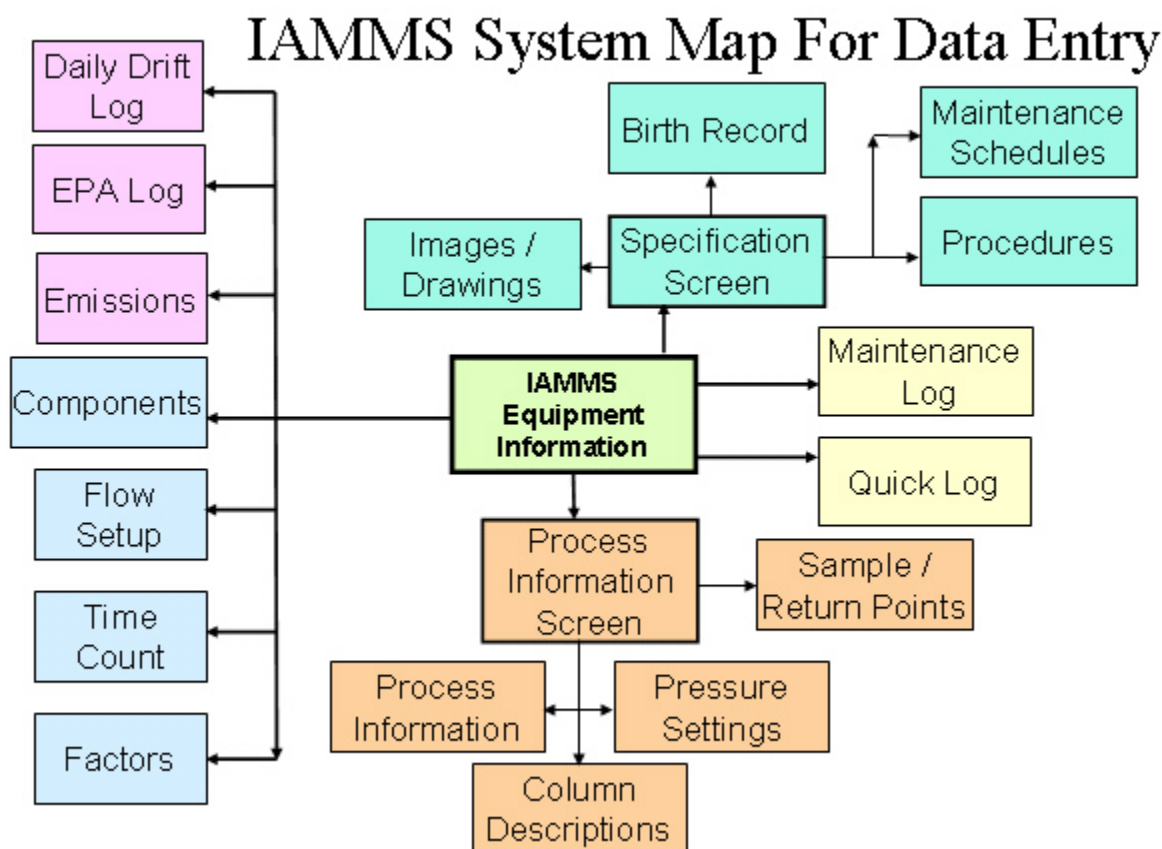 IAMMS System Map For Data Entry
Daily Drift
Log
EPA Log
Emissions
Components
Flow
Setup
Time
Count
Factors
Birth Record
Maintenance
Schedules
Images /
Drawings
Specification
Screen
Procedures
IAMMS
Equipment
Information
Maintenance
Log
Quick Log
Process
Information
Screen
Sample /
Return Points
Process
Information
Pressure
Settings
Column
Descriptions